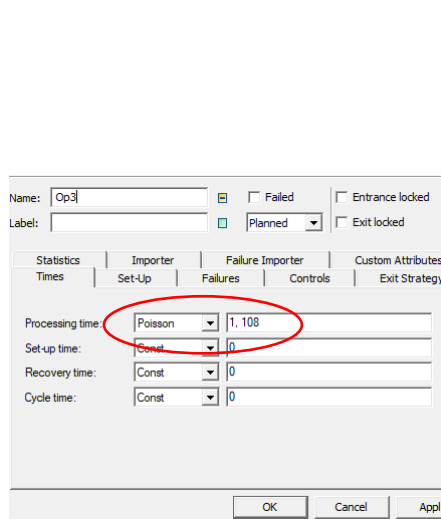 Name: Op3 Failed Entrance locked
Label: Planned Exit locked
Statistics Importer Failure Importer Custom Attributes
Times Set-Up Failures Controls Exit Strategy
Processing time: Poisson 1, 108
Set-up time: Const 0
Recovery time: Const 0
Cycle time: Const 0
OK Cancel Appl